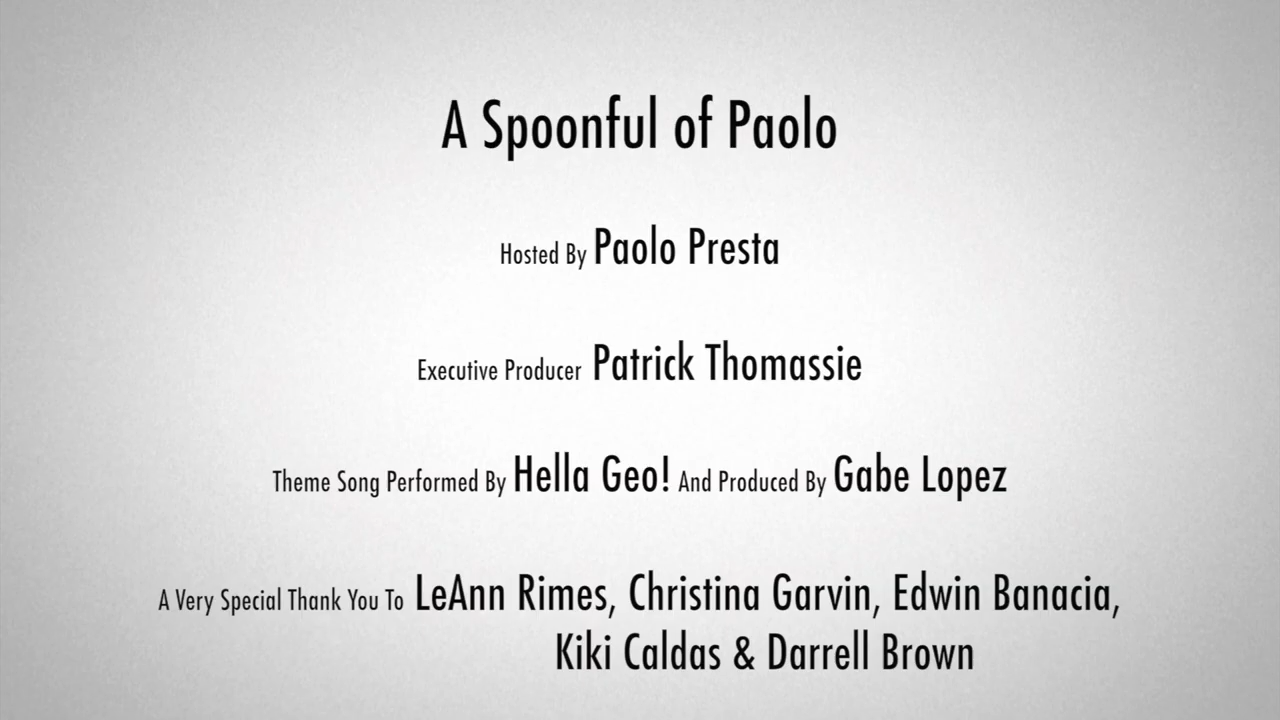 A Spoonful of Paolo
Hosted By Paolo Presta
Executive Producer Patrick Thomassie
Theme Song Performed By Hella Geo! And Produced By Gabe Lopez
A Very Special Thank You To LeAnn Rimes, Christina Garvin, Edwin Banacia,
Kiki Caldas & Darrell Brown